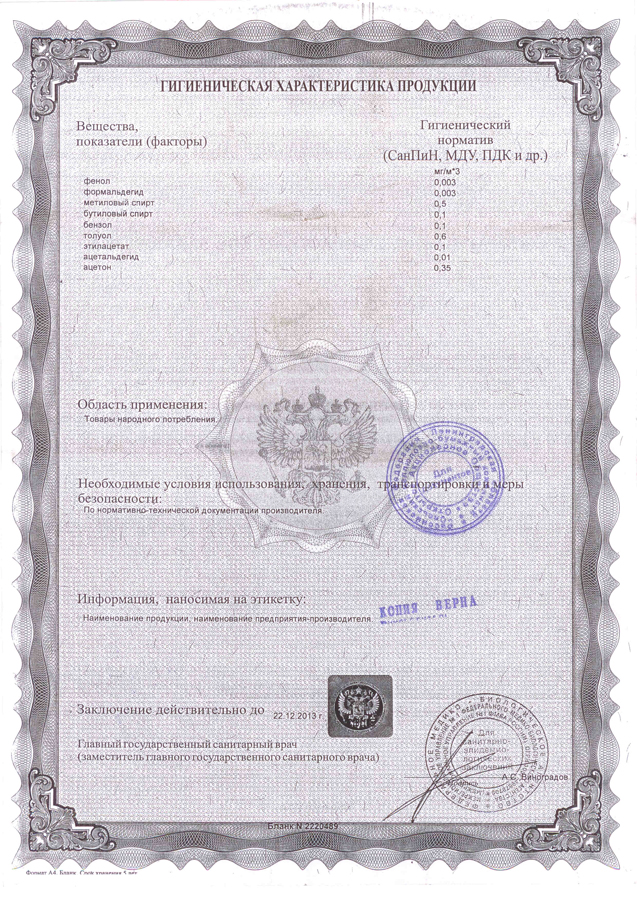 ГИГИЕНИЧЕСКАЯ ХАРАКТЕРИСТИКА ПРОДУКЦИИ
Вещества,
показатели (факторы)
Гигиенический
норматив
(СанПиН, МДУ, ПДК и др.)
мг/м*3
фенол 0,003
формальдегид 0,003
метиловый спирт 0,5
бутиловый спирт 0,1
бензол 0,1
толуол 0,6
этилацетат 0,1
ацетальдегид 0,01
ацетон 0,35
Область применения:
Товары народного потребления.
Необходимые условия использования, хранения, транспортировки и меры
безопасности:
По нормативно-технической документации производителя
Информация, наносимая на этикетку:
Наименование продукции, наименование предприятия-производителя.
КОПИЯ ВЕРНА
Заключение действительно до 22.12.2013 г.
Главный государственный санитарный врач
(заместитель главного государственного санитарного врача)
Для
санитарно-
эпидемио-
логических
заключений
А.С. Виноградов
Бланк N 2220489
Формат А4. Бланк. Срок хранения 5 лет.